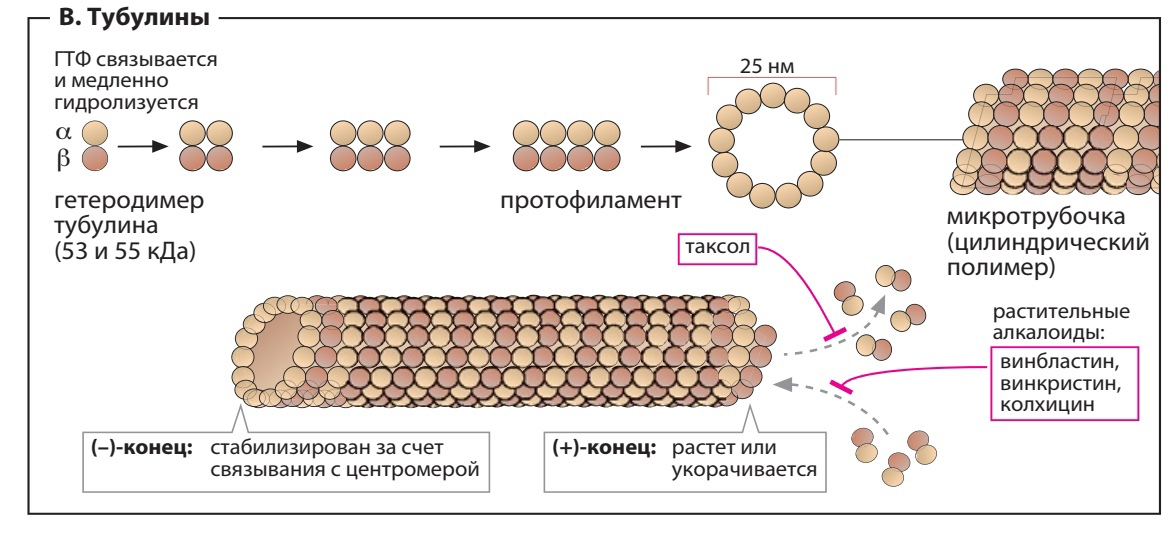 В. Тубулины
ГТФ связывается
и медленно
гидролизуется
α
β
гетеродимер
тубулина
(53 и 55 кДа)
протофиламент
25 нм
микротрубочка
(цилиндрический
полимер)
таксол
растительные
алкалоиды:
винбластин,
винкристин,
колхицин
(–)-конец: стабилизирован за счет
связывания с центромерой
(+)-конец: растет или
укорачивается